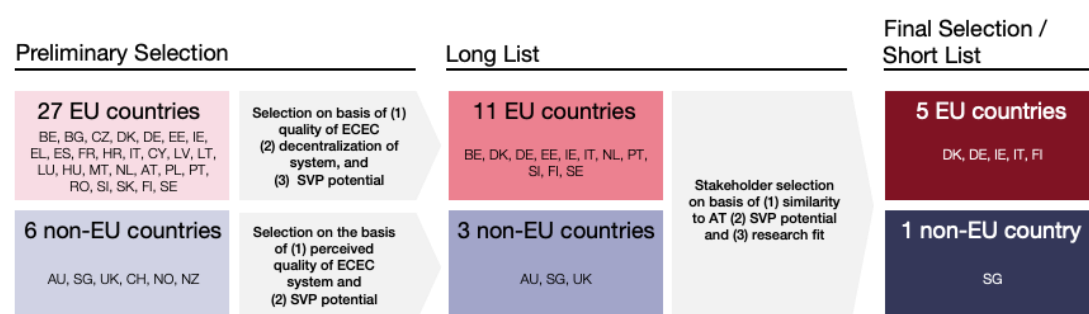 Preliminary Selection
Long List
Final Selection /
Short List
27 EU countries
BE, BG, CZ, DK, DE, EE, IE,
EL, ES, FR, HR, IT, CY, LV, LT,
LU, HU, MT, NL, AT, PL, PT,
RO, SI, SK, FI, SE
Selection on basis of (1)
quality of ECEC
(2) decentralization of
system, and
(3) SVP potential
11 EU countries
BE, DK, DE, EE, IE, IT, NL, PT,
SI, FI, SE
Stakeholder selection
on basis of (1) similarity
to AT (2) SVP potential
and (3) research fit
5 EU countries
DK, DE, IE, IT, FI
6 non-EU countries
AU, SG, UK, CH, NO, NZ
Selection on the basis
of (1) perceived
quality of ECEC
system and
(2) SVP potential
3 non-EU countries
AU, SG, UK
1 non-EU country
SG